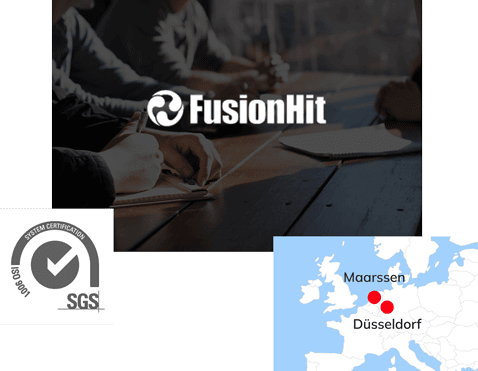 FusionHit
SYSTEM CERTIFICATION
ISO 9001
SGS
Maarssen
Düsseldorf